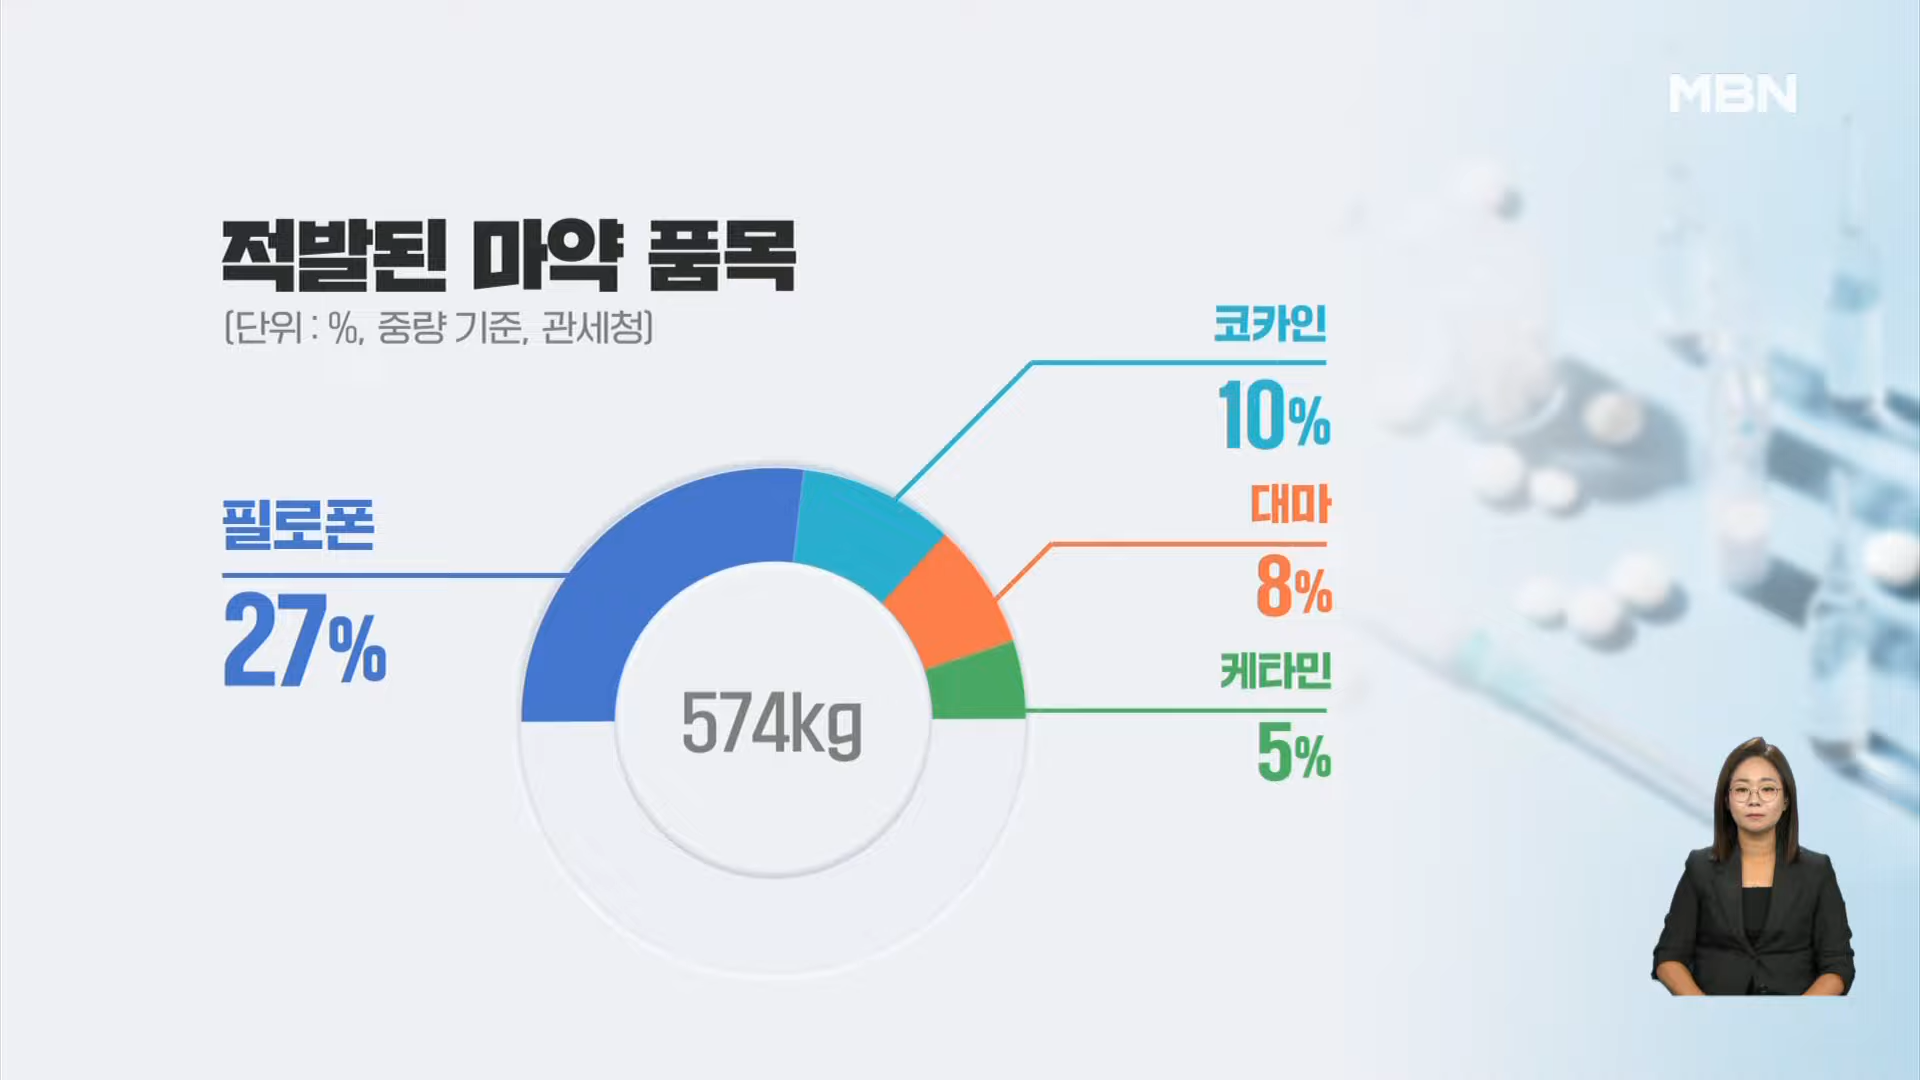 MBN
적발된 마약 품목
(단위 : %, 중량 기준, 관세청)
코카인
10%
대마
8%
필로폰
27%
케타민
5%
574kg